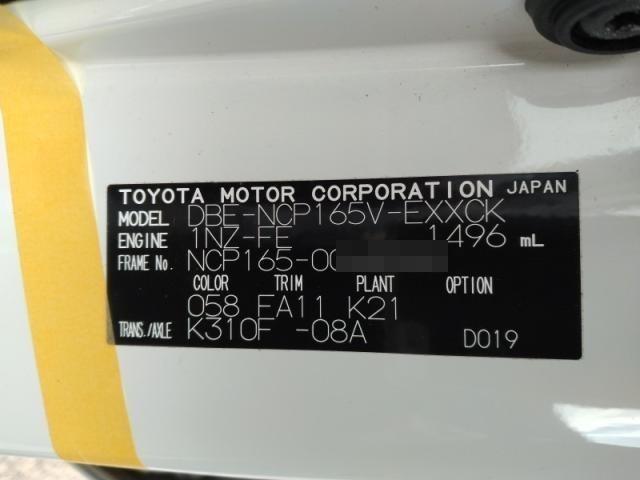 TOYOTA MOTOR CORPORATION JAPAN
MODEL DBE-NCP165V-EXXCK
ENGINE 1NZ-FE 1496 mL
FRAME No. NCP165-00
COLOR TRIM PLANT OPTION
058 FA11 K21
TRANS./AXLE K310F -08A D019